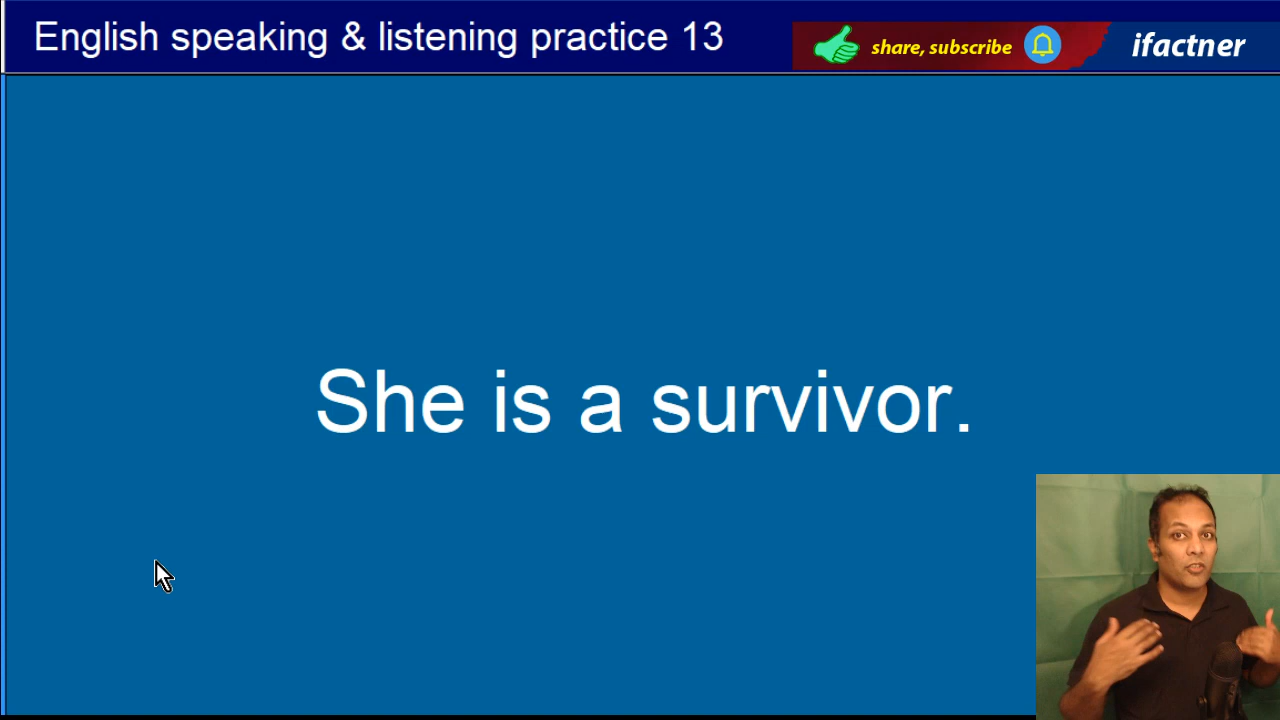 English speaking & listening practice 13
share, subscribe
ifactner
She is a survivor.